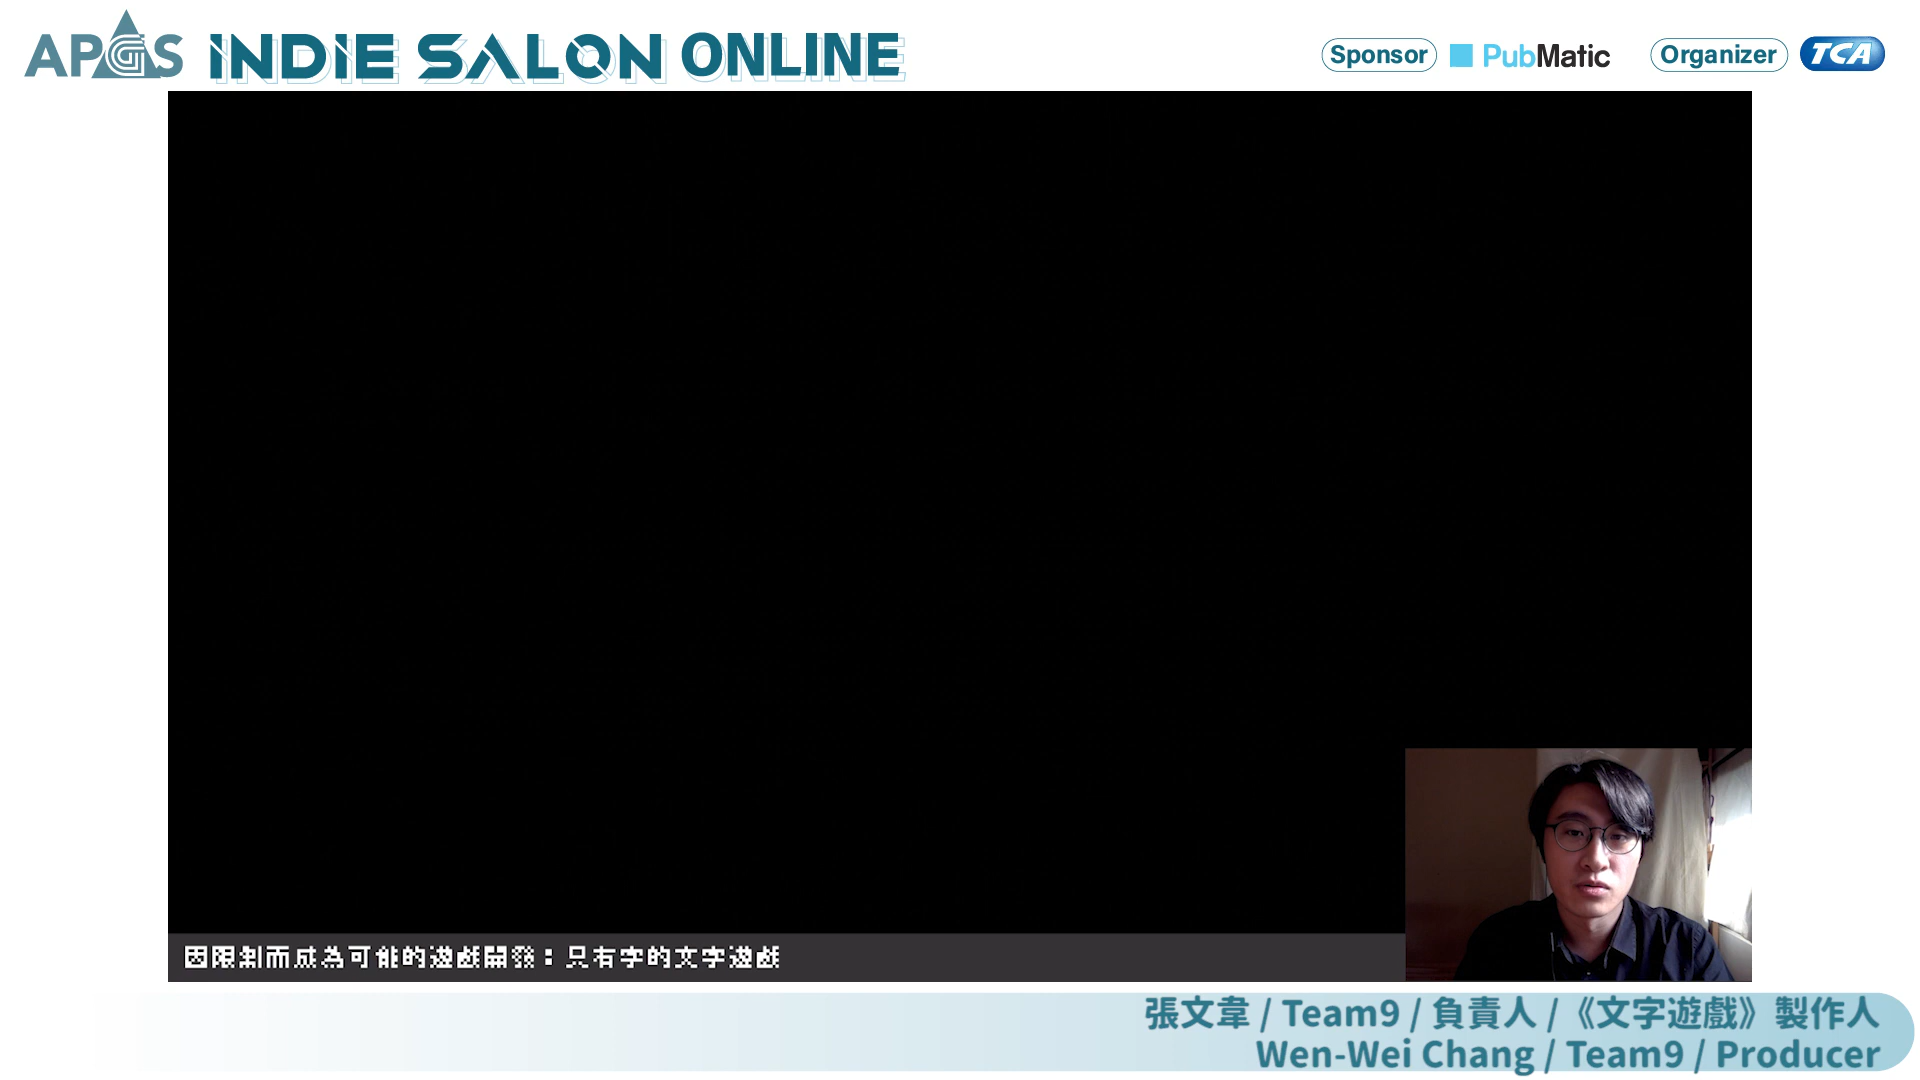 APGS INDIE SALON ONLINE
Sponsor PubMatic Organizer TCA
因限制而成為可能的遊戲開發：只有字的文字遊戲
張文韋 / Team9 / 負責人 /《文字遊戲》製作人
Wen-Wei Chang / Team9 / Producer